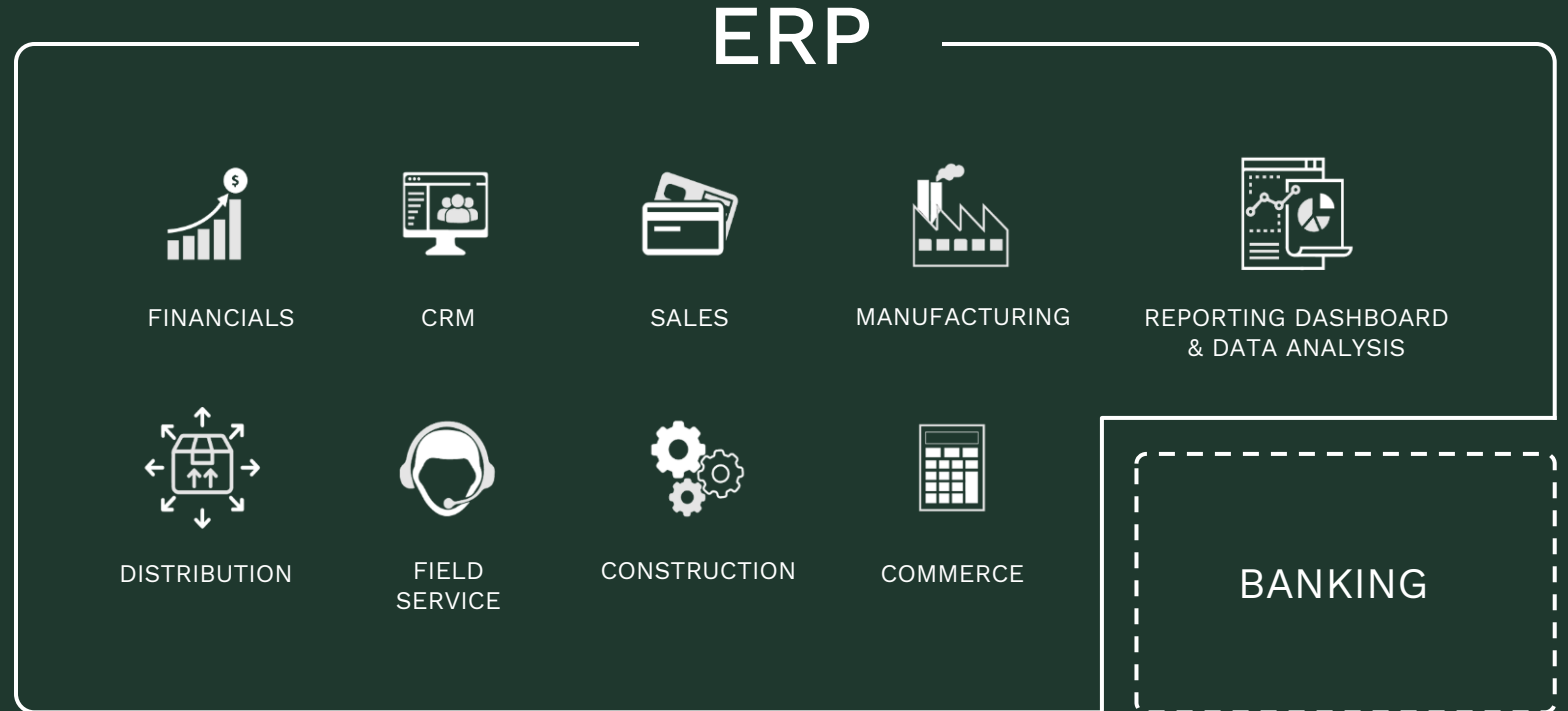 ERP
$
FINANCIALS
CRM
SALES
MANUFACTURING
REPORTING DASHBOARD
& DATA ANALYSIS
DISTRIBUTION
FIELD
SERVICE
CONSTRUCTION
COMMERCE
BANKING